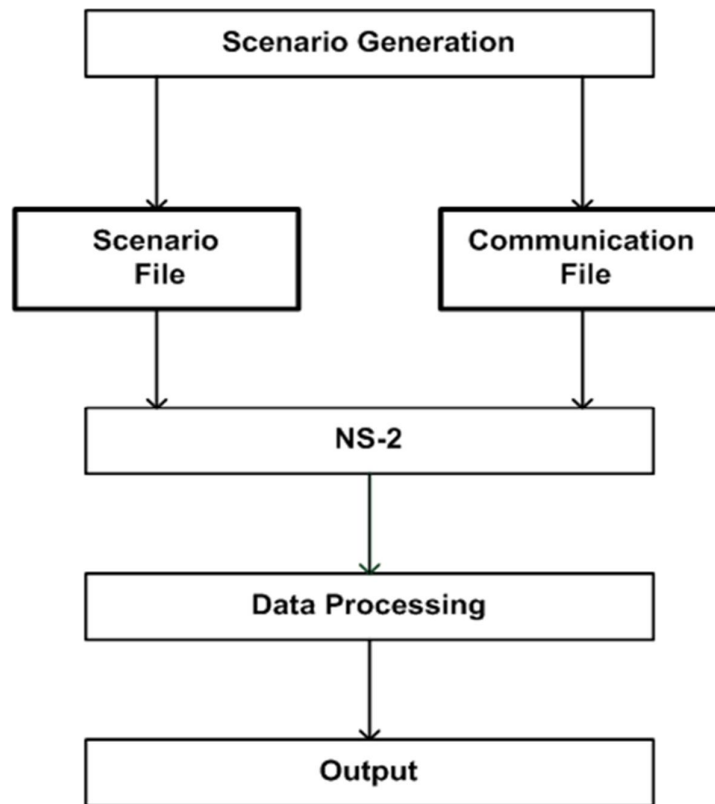 Scenario Generation
Scenario
File
Communication
File
NS-2
Data Processing
Output